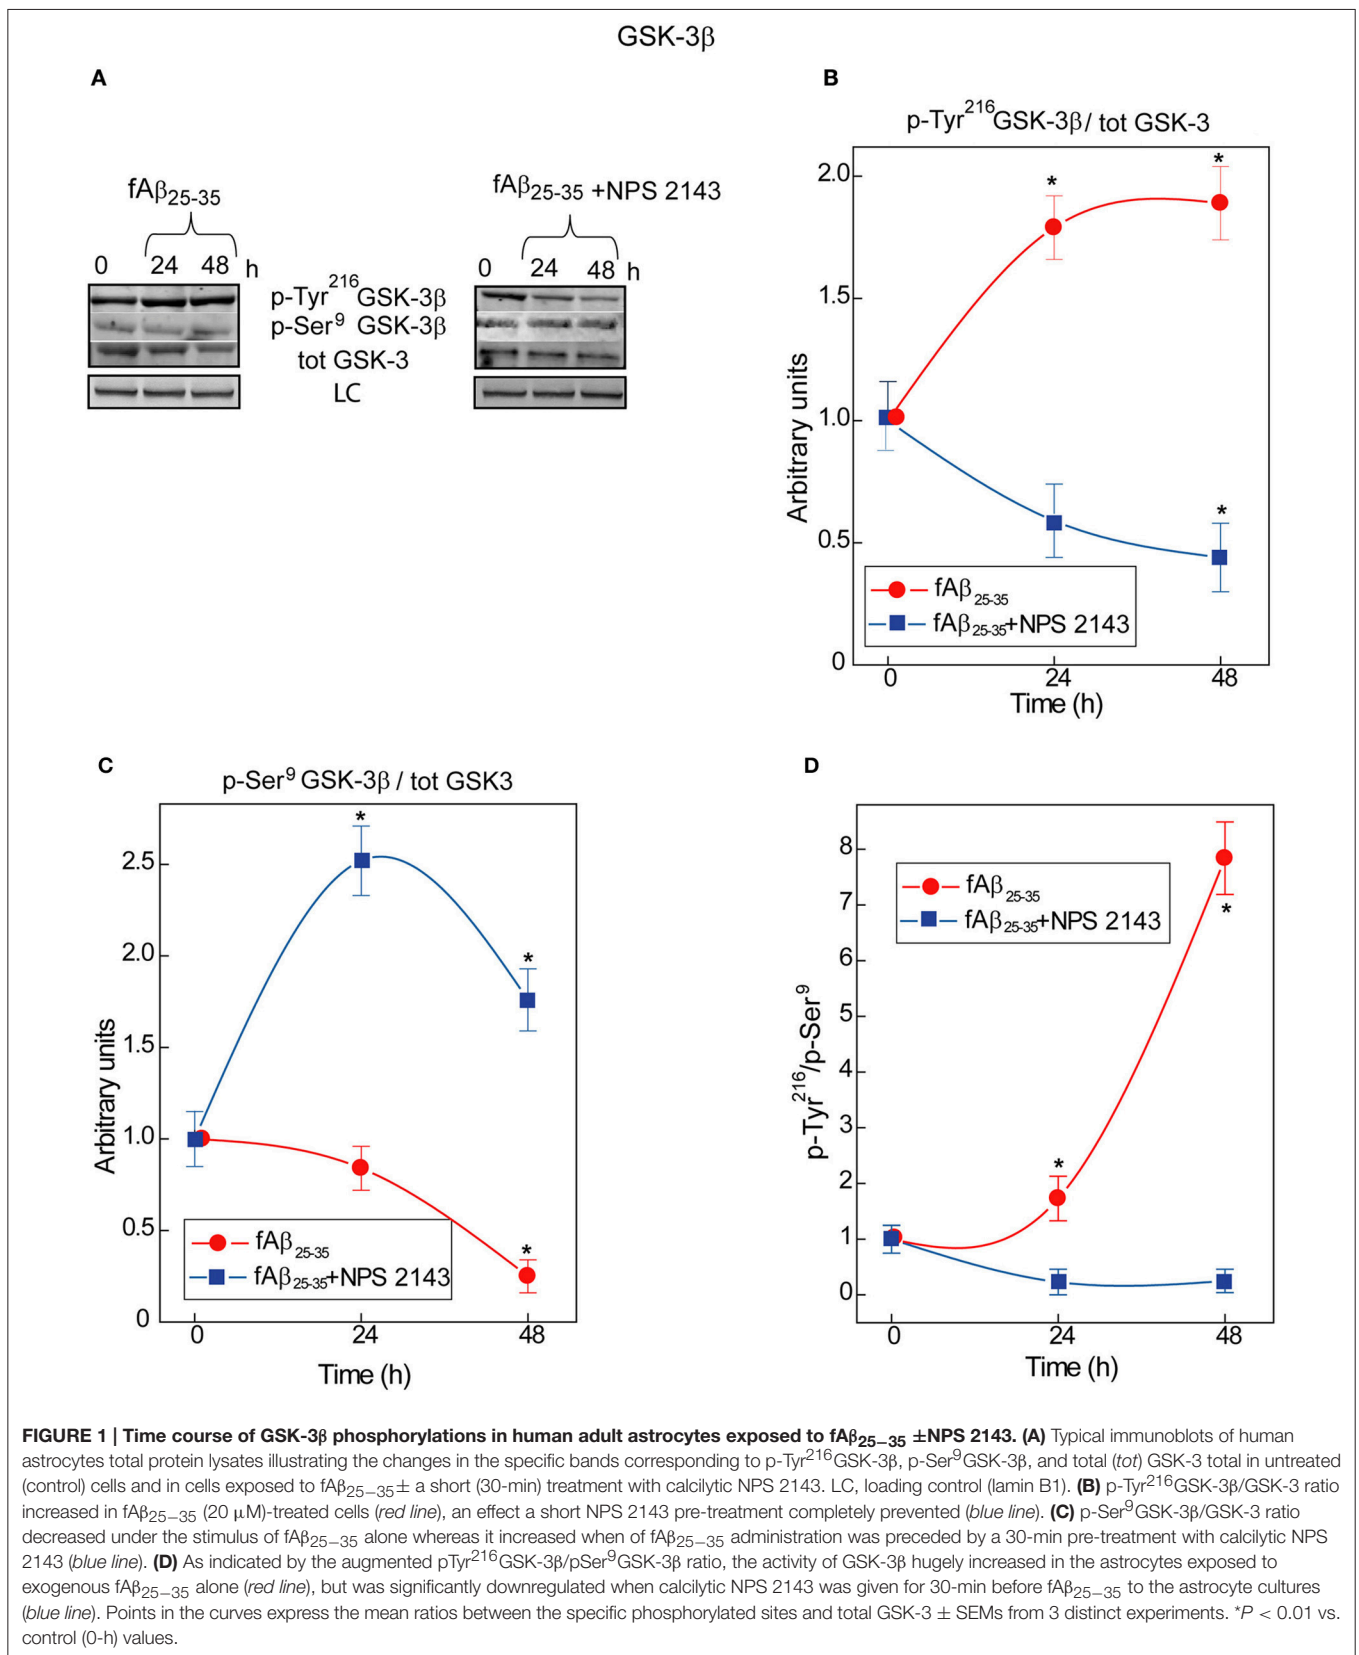 GSK-3β
A
fAβ25-35
fAβ25-35 +NPS 2143
0 24 48 h
0 24 48 h
p-Tyr216GSK-3β
p-Ser9 GSK-3β
tot GSK-3
LC
B
p-Tyr216GSK-3β/ tot GSK-3
2.0
1.5
1.0
0.5
0
Arbitrary units
* * *
fAβ25-35
fAβ25-35+NPS 2143
0 24 48
Time (h)
C
p-Ser9 GSK-3β / tot GSK3
2.5
2.0
1.5
1.0
0.5
0
Arbitrary units
* * *
fAβ25-35
fAβ25-35+NPS 2143
0 24 48
Time (h)
D
8
7
6
5
4
3
2
1
0
p-Tyr216/p-Ser9
* *
fAβ25-35
fAβ25-35+NPS 2143
0 24 48
Time (h)
FIGURE 1 | Time course of GSK-3β phosphorylations in human adult astrocytes exposed to fAβ25−35 ±NPS 2143. (A) Typical immunoblots of human
astrocytes total protein lysates illustrating the changes in the specific bands corresponding to p-Tyr216GSK-3β, p-Ser9GSK-3β, and total (tot) GSK-3 total in untreated
(control) cells and in cells exposed to fAβ25−35± a short (30-min) treatment with calcilytic NPS 2143. LC, loading control (lamin B1). (B) p-Tyr216GSK-3β/GSK-3 ratio
increased in fAβ25−35 (20 μM)-treated cells (red line), an effect a short NPS 2143 pre-treatment completely prevented (blue line). (C) p-Ser9GSK-3β/GSK-3 ratio
decreased under the stimulus of fAβ25−35 alone whereas it increased when of fAβ25−35 administration was preceded by a 30-min pre-treatment with calcilytic NPS
2143 (blue line). (D) As indicated by the augmented pTyr216GSK-3β/pSer9GSK-3β ratio, the activity of GSK-3β hugely increased in the astrocytes exposed to
exogenous fAβ25−35 alone (red line), but was significantly downregulated when calcilytic NPS 2143 was given for 30-min before fAβ25−35 to the astrocyte cultures
(blue line). Points in the curves express the mean ratios between the specific phosphorylated sites and total GSK-3 ± SEMs from 3 distinct experiments. *P < 0.01 vs.
control (0-h) values.